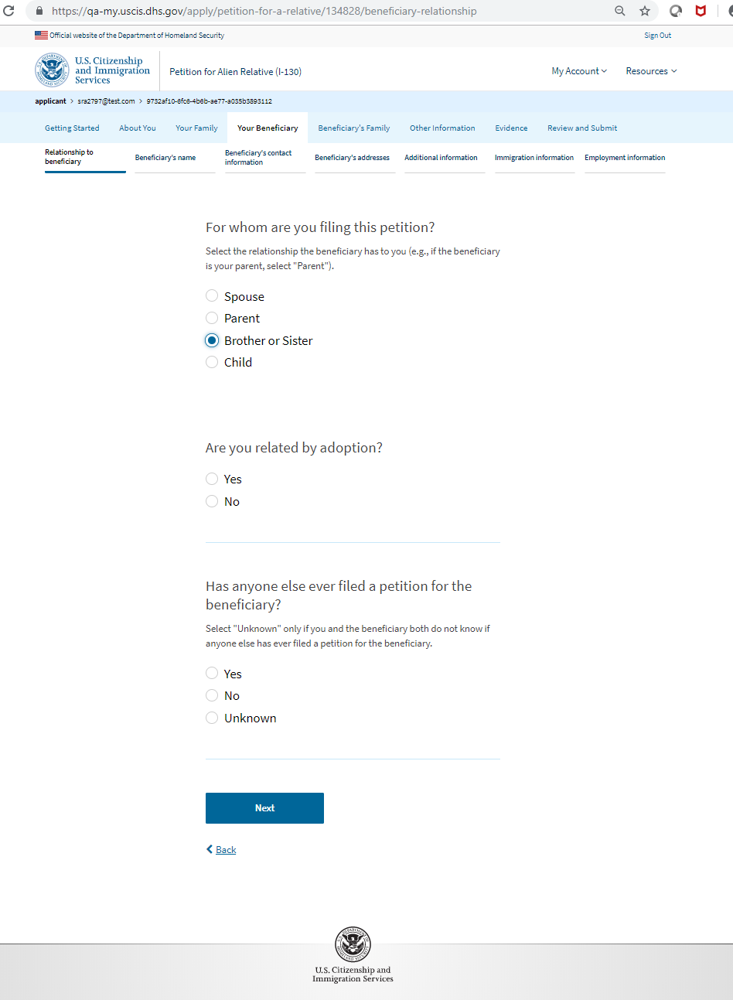 https://qa-my.uscis.dhs.gov/apply/petition-for-a-relative/134828/beneficiary-relationship
Official website of the Department of Homeland Security
Sign Out
U.S. Citizenship
and Immigration
Services
Petition for Alien Relative (I-130)
My Account
Resources
applicant > sra2797@test.com > 9732af10-6fc6-4b6b-ae77-a035b3893112
Getting Started
About You
Your Family
Your Beneficiary
Beneficiary's Family
Other Information
Evidence
Review and Submit
Relationship to
beneficiary
Beneficiary's name
Beneficiary's contact
information
Beneficiary's addresses
Additional information
Immigration information
Employment information
For whom are you filing this petition?
Select the relationship the beneficiary has to you (e.g., if the beneficiary
is your parent, select "Parent").
Spouse
Parent
Brother or Sister
Child
Are you related by adoption?
Yes
No
Has anyone else ever filed a petition for the
beneficiary?
Select "Unknown" only if you and the beneficiary both do not know if
anyone else has ever filed a petition for the beneficiary.
Yes
No
Unknown
Next
Back
U.S. Citizenship and
Immigration Services